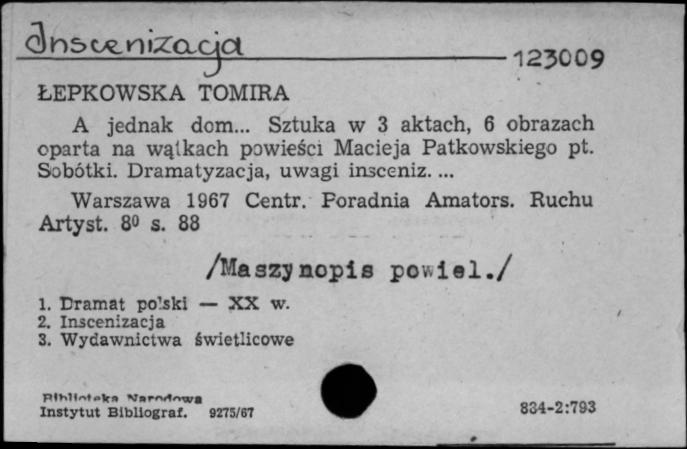 Inscenizacja
123009
ŁEPKOWSKA TOMIRA
A jednak dom... Sztuka w 3 aktach, 6 obrazach
oparta na wątkach powieści Macieja Patkowskiego pt.
Sobótki. Dramatyzacja, uwagi insceniz. ...
Warszawa 1967 Centr. Poradnia Amators. Ruchu
Artyst. 8⁰ s. 88
/Maszynopis powiel./
1. Dramat polski — XX w.
2. Inscenizacja
3. Wydawnictwa świetlicowe
Biblioteka Narodowa
Instytut Bibliograf. 9275/67
834-2:793